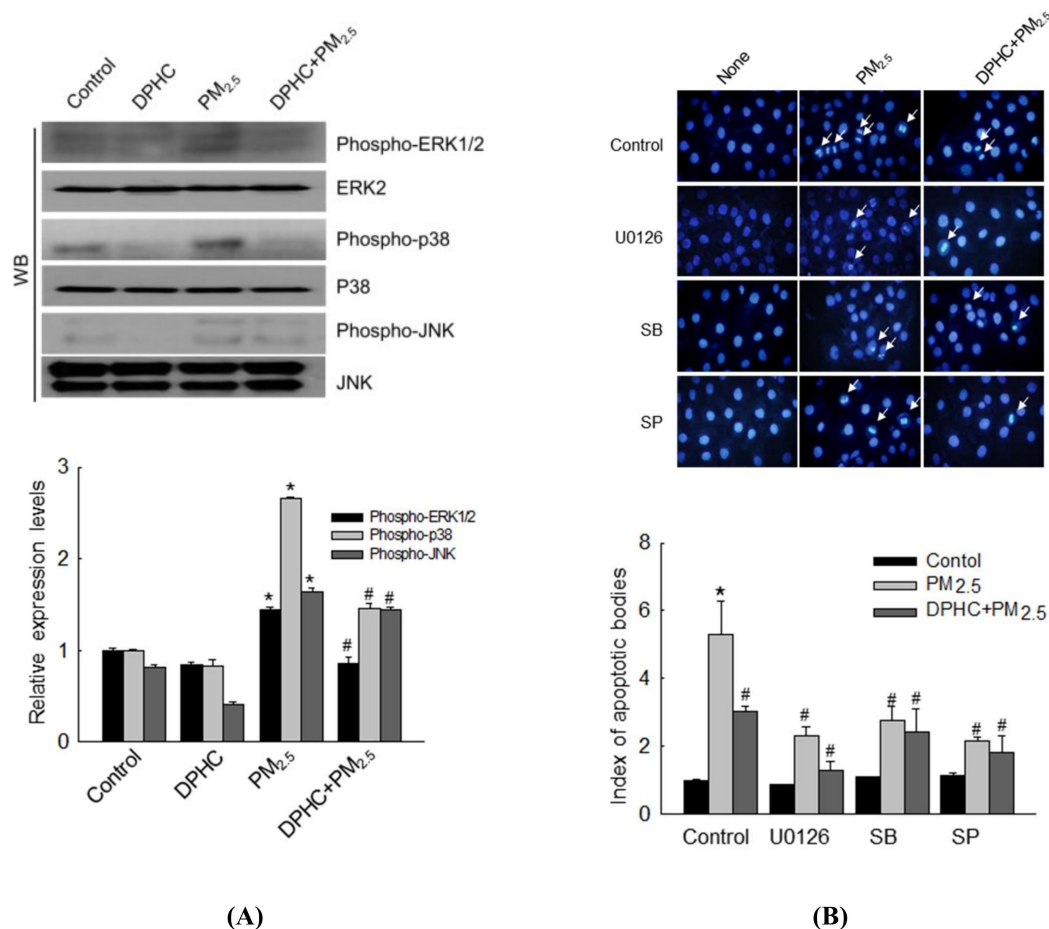 Control DPHC PM2.5 DPHC+PM2.5
WB
Phospho-ERK1/2
ERK2
Phospho-p38
P38
Phospho-JNK
JNK
3
2
1
0
Relative expression levels
* * *
# # #
Phospho-ERK1/2
Phospho-p38
Phospho-JNK
Control DPHC PM2.5 DPHC+PM2.5
(A)
None PM2.5 DPHC+PM2.5
Control
U0126
SB
SP
8
6
4
2
0
Index of apoptotic bodies
* # # # # # # #
Contol
PM2.5
DPHC+PM2.5
Control U0126 SB SP
(B)